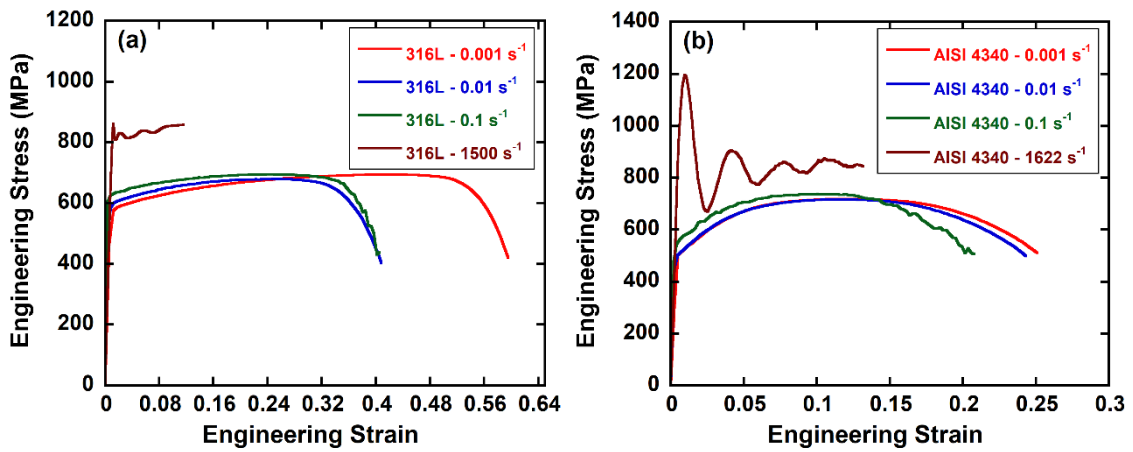 (a)
316L - 0.001 s⁻¹
316L - 0.01 s⁻¹
316L - 0.1 s⁻¹
316L - 1500 s⁻¹
1200
1000
800
600
400
200
0
Engineering Stress (MPa)
0 0.08 0.16 0.24 0.32 0.4 0.48 0.56 0.64
Engineering Strain
(b)
AISI 4340 - 0.001 s⁻¹
AISI 4340 - 0.01 s⁻¹
AISI 4340 - 0.1 s⁻¹
AISI 4340 - 1622 s⁻¹
1400
1200
1000
800
600
400
200
0
Engineering Stress (MPa)
0 0.05 0.1 0.15 0.2 0.25 0.3
Engineering Strain